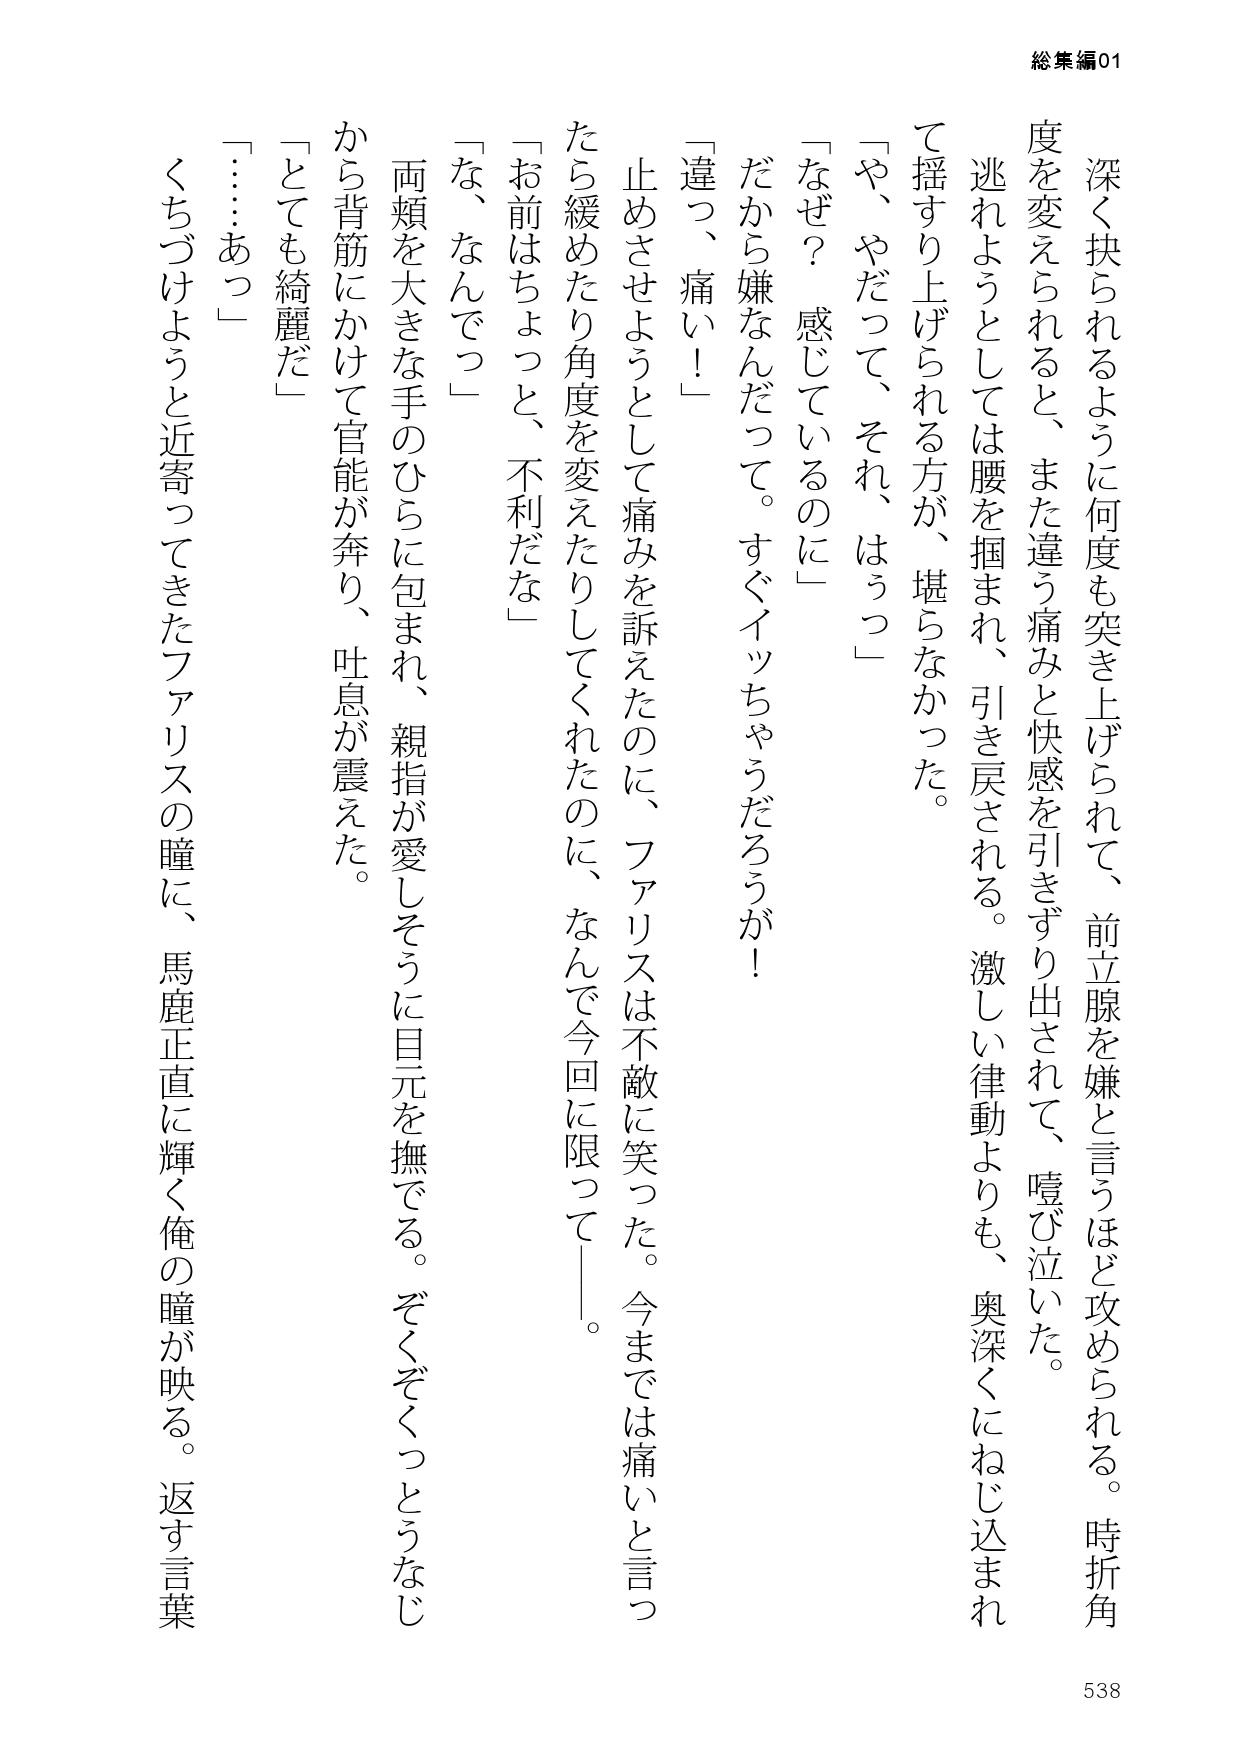 総集編01
　深く抉られるように何度も突き上げられて、前立腺を嫌と言うほど攻められる。時折角
度を変えられると、また違う痛みと快感を引きずり出されて、噎び泣いた。
　逃れようとしては腰を掴まれ、引き戻される。激しい律動よりも、奥深くにねじ込まれ
て揺すり上げられる方が、堪らなかった。
「や、やだって、それ、はぅっ」
「なぜ？　感じているのに」
　だから嫌なんだって。すぐイッちゃうだろうが！
「違っ、痛い！」
　止めさせようとして痛みを訴えたのに、ファリスは不敵に笑った。今までは痛いと言っ
たら緩めたり角度を変えたりしてくれたのに、なんで今回に限って――。
「お前はちょっと、不利だな」
「な、なんでっ」
　両頬を大きな手のひらに包まれ、親指が愛しそうに目元を撫でる。ぞくぞくっとうなじ
から背筋にかけて官能が奔り、吐息が震えた。
「とても綺麗だ」
「……あっ」
　くちづけようと近寄ってきたファリスの瞳に、馬鹿正直に輝く俺の瞳が映る。返す言葉
538